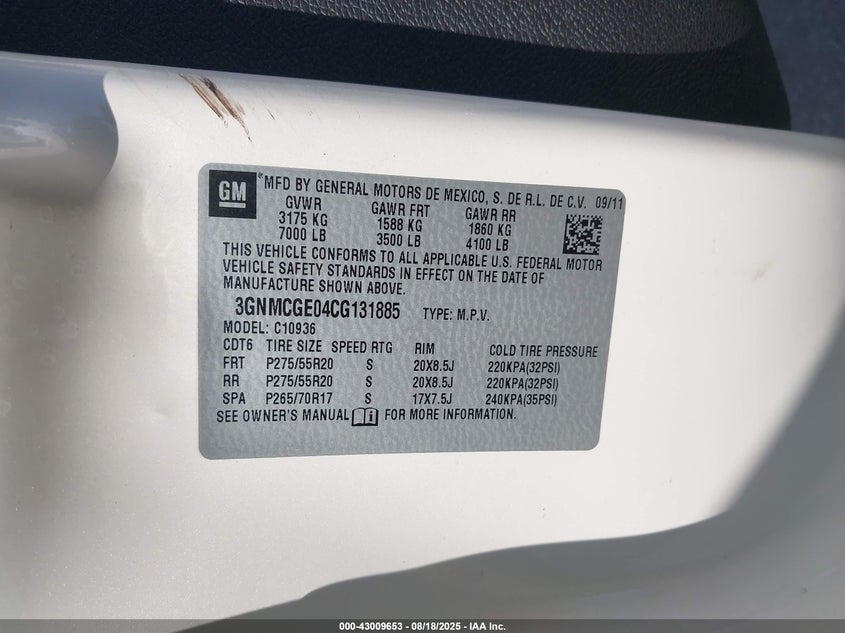 GM
*MFD BY GENERAL MOTORS DE MEXICO, S. DE R.L. DE C.V. 09/11
GVWR GAWR FRT GAWR RR
3175 KG 1588 KG 1860 KG
7000 LB 3500 LB 4100 LB
THIS VEHICLE CONFORMS TO ALL APPLICABLE U.S. FEDERAL MOTOR
VEHICLE SAFETY STANDARDS IN EFFECT ON THE DATE OF
MANUFACTURE SHOWN ABOVE.
3GNMCGE04CG131885 TYPE: M.P.V.
MODEL: C10936
CDT6 TIRE SIZE SPEED RTG RIM COLD TIRE PRESSURE
FRT P275/55R20 S 20X8.5J 220KPA(32PSI)
RR P275/55R20 S 20X8.5J 220KPA(32PSI)
SPA P265/70R17 S 17X7.5J 240KPA(35PSI)
SEE OWNER'S MANUAL FOR MORE INFORMATION.
000-43009653 - 08/18/2025 - IAA Inc.